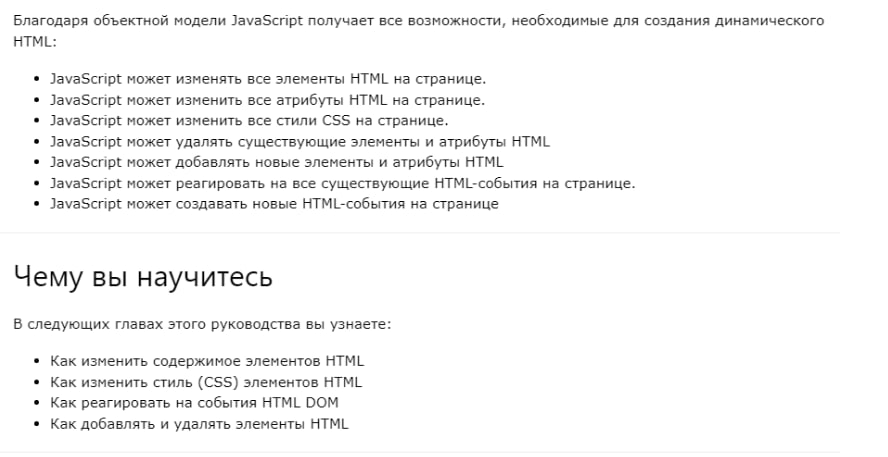 Благодаря объектной модели JavaScript получает все возможности, необходимые для создания динамического
HTML:
JavaScript может изменять все элементы HTML на странице.
JavaScript может изменить все атрибуты HTML на странице.
JavaScript может изменить все стили CSS на странице.
JavaScript может удалять существующие элементы и атрибуты HTML
JavaScript может добавлять новые элементы и атрибуты HTML
JavaScript может реагировать на все существующие HTML-события на странице.
JavaScript может создавать новые HTML-события на странице
Чему вы научитесь
В следующих главах этого руководства вы узнаете:
Как изменить содержимое элементов HTML
Как изменить стиль (CSS) элементов HTML
Как реагировать на события HTML DOM
Как добавлять и удалять элементы HTML